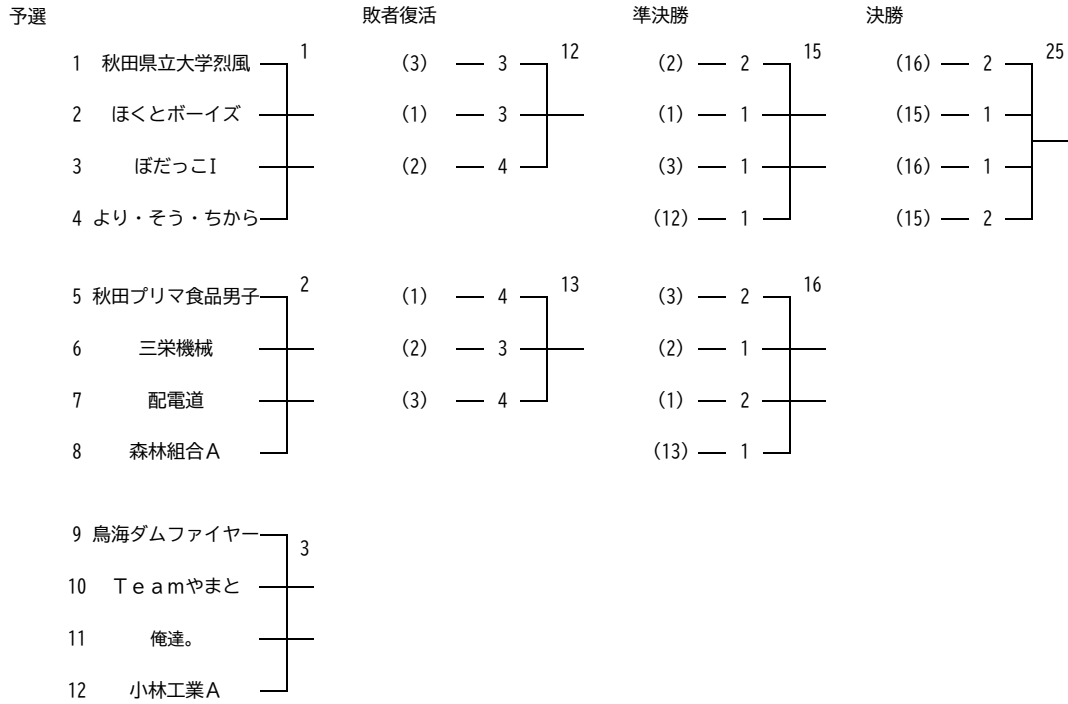 予選 敗者復活 準決勝 決勝
1 12 15 25
1 秋田県立大学烈風 (3) 3 (2) 2 (16) 2
2 ほくとボーイズ (1) 3 (1) 1 (15) 1
3 ぼだっこI (2) 4 (3) 1 (16) 1
4 より・そう・ちから (12) 1 (15) 2
2 13 16
5 秋田プリマ食品男子 (1) 4 (3) 2
6 三栄機械 (2) 3 (2) 1
7 配電道 (3) 4 (1) 2
8 森林組合A (13) 1
9 鳥海ダムファイヤー
3
10 Teamやまと
11 俺達。
12 小林工業A